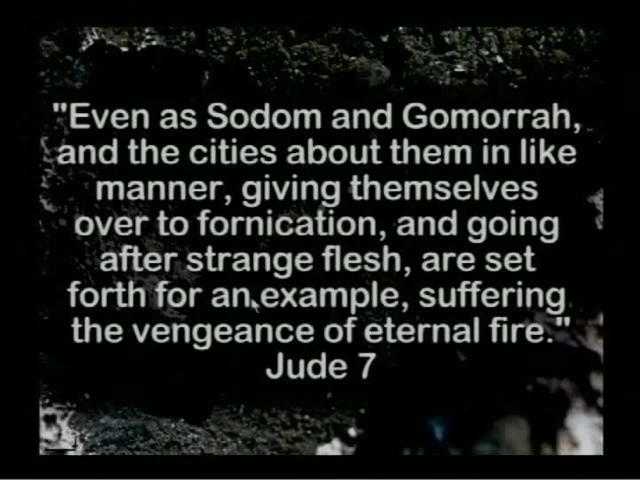 "Even as Sodom and Gomorrah,
and the cities about them in like
manner, giving themselves
over to fornication, and going
after strange flesh, are set
forth for an example, suffering
the vengeance of eternal fire."
Jude 7